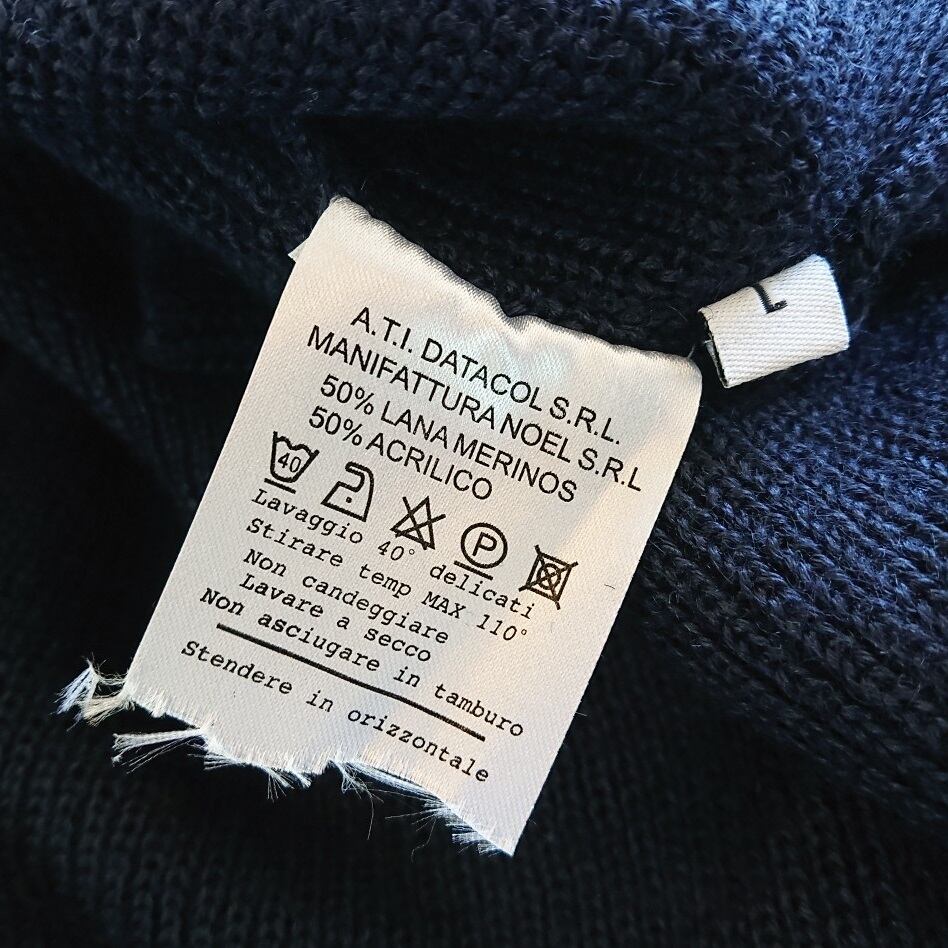 A.T.I. DATACOL S.R.L.
MANIFATTURA NOEL S.R.L
50% LANA MERINOS
50% ACRILICO
40
P
Lavaggio 40° delicati
Stirare temp MAX 110°
Non candeggiare
Lavare a secco
Non asciugare in tamburo
Stendere in orizzontale
L